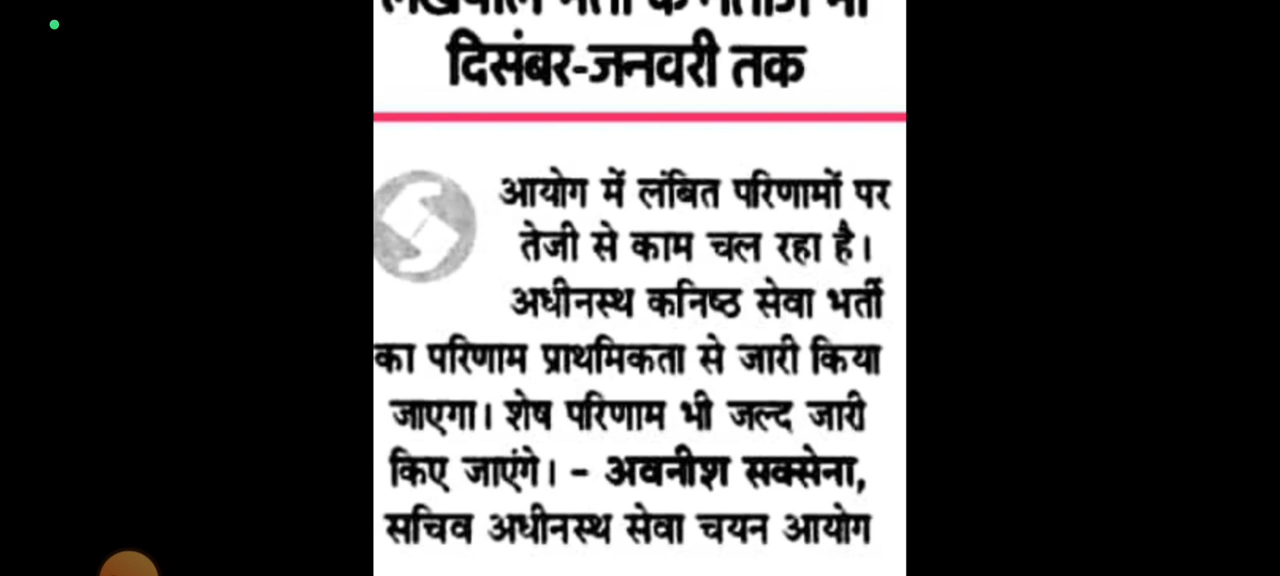 दिसंबर-जनवरी तक
आयोग में लंबित परिणामों पर
तेजी से काम चल रहा है।
अधीनस्थ कनिष्ठ सेवा भर्ती
का परिणाम प्राथमिकता से जारी किया
जाएगा। शेष परिणाम भी जल्द जारी
किए जाएंगे। - अवनीश सक्सेना,
सचिव अधीनस्थ सेवा चयन आयोग